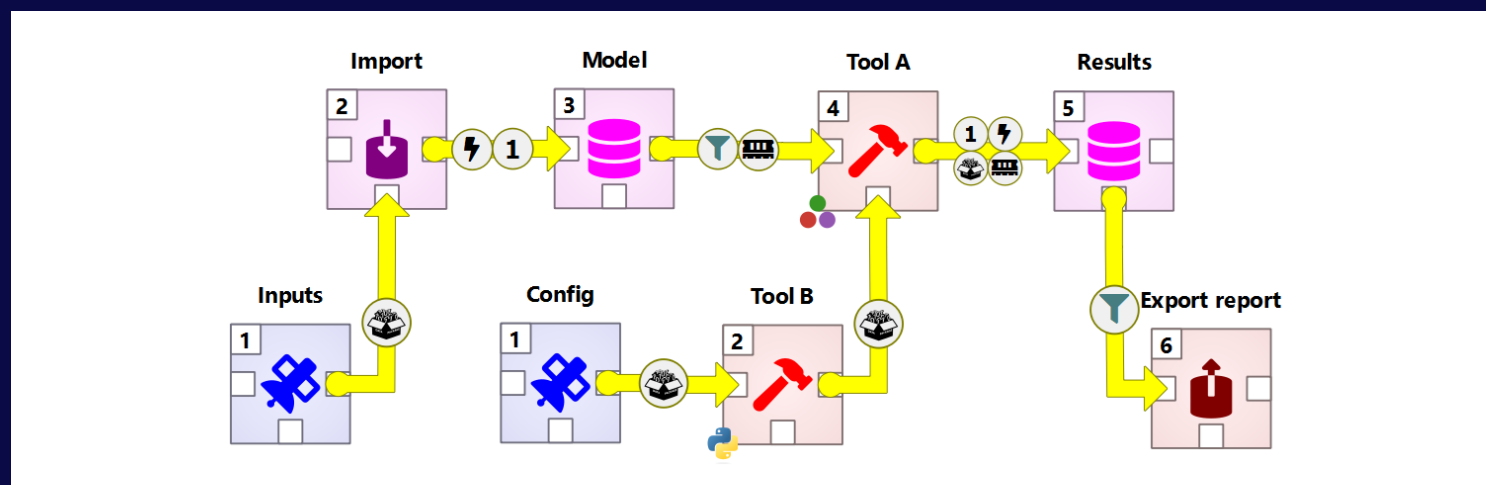 Import
Model
Tool A
Results
2
3
4
5
1
1
1
Inputs
Config
Tool B
Export report
1
1
2
6